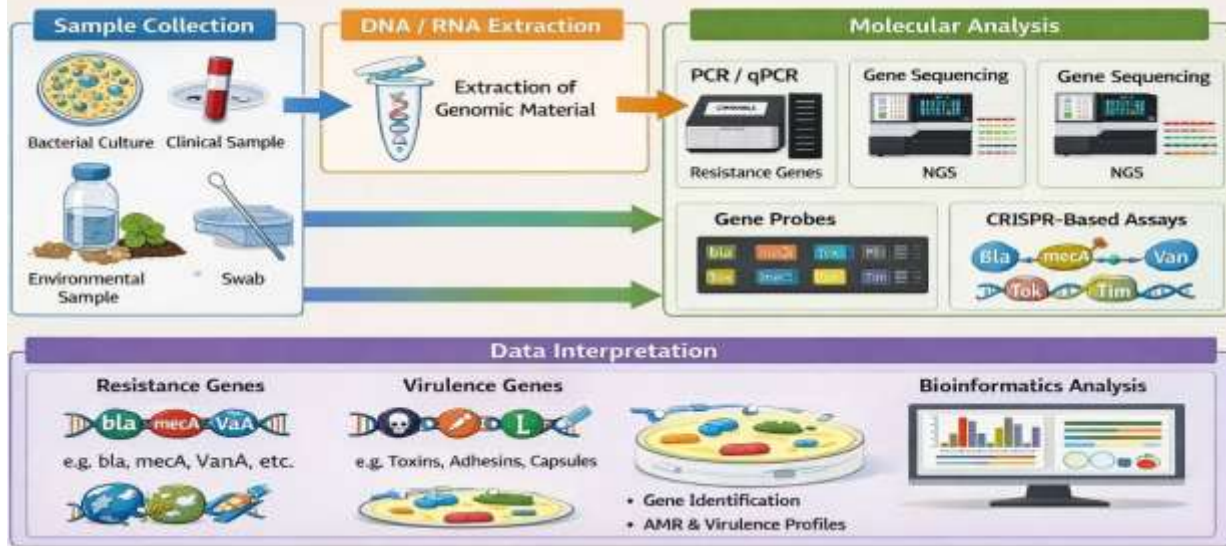 Sample Collection
Bacterial Culture
Clinical Sample
Environmental
Sample
Swab
DNA / RNA Extraction
Extraction of
Genomic Material
Molecular Analysis
PCR / qPCR
Resistance Genes
Gene Sequencing
NGS
Gene Sequencing
NGS
Gene Probes
bla
Tok
Tim
CRISPR-Based Assays
Bla
mecA
Van
Tok
Tim
Data Interpretation
Resistance Genes
bla
mecA
VaA
e.g. bla, mecA, VanA, etc.
Virulence Genes
L
e.g. Toxins, Adhesins, Capsules
• Gene Identification
• AMR & Virulence Profiles
Bioinformatics Analysis